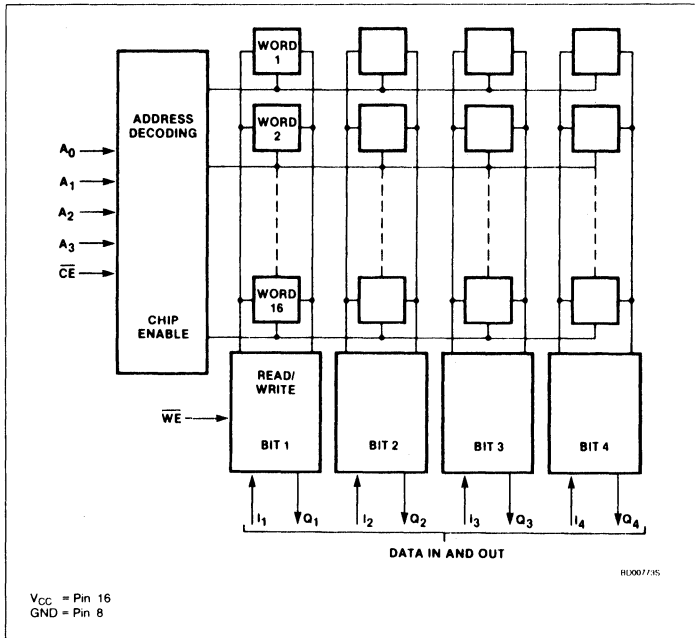 WORD
1
ADDRESS
DECODING
WORD
2
A0
A1
A2
A3
CE
WORD
16
CHIP
ENABLE
READ/
WRITE
WE
BIT 1
BIT 2
BIT 3
BIT 4
I1 Q1 I2 Q2 I3 Q3 I4 Q4
DATA IN AND OUT
BD00773S
VCC = Pin 16
GND = Pin 8